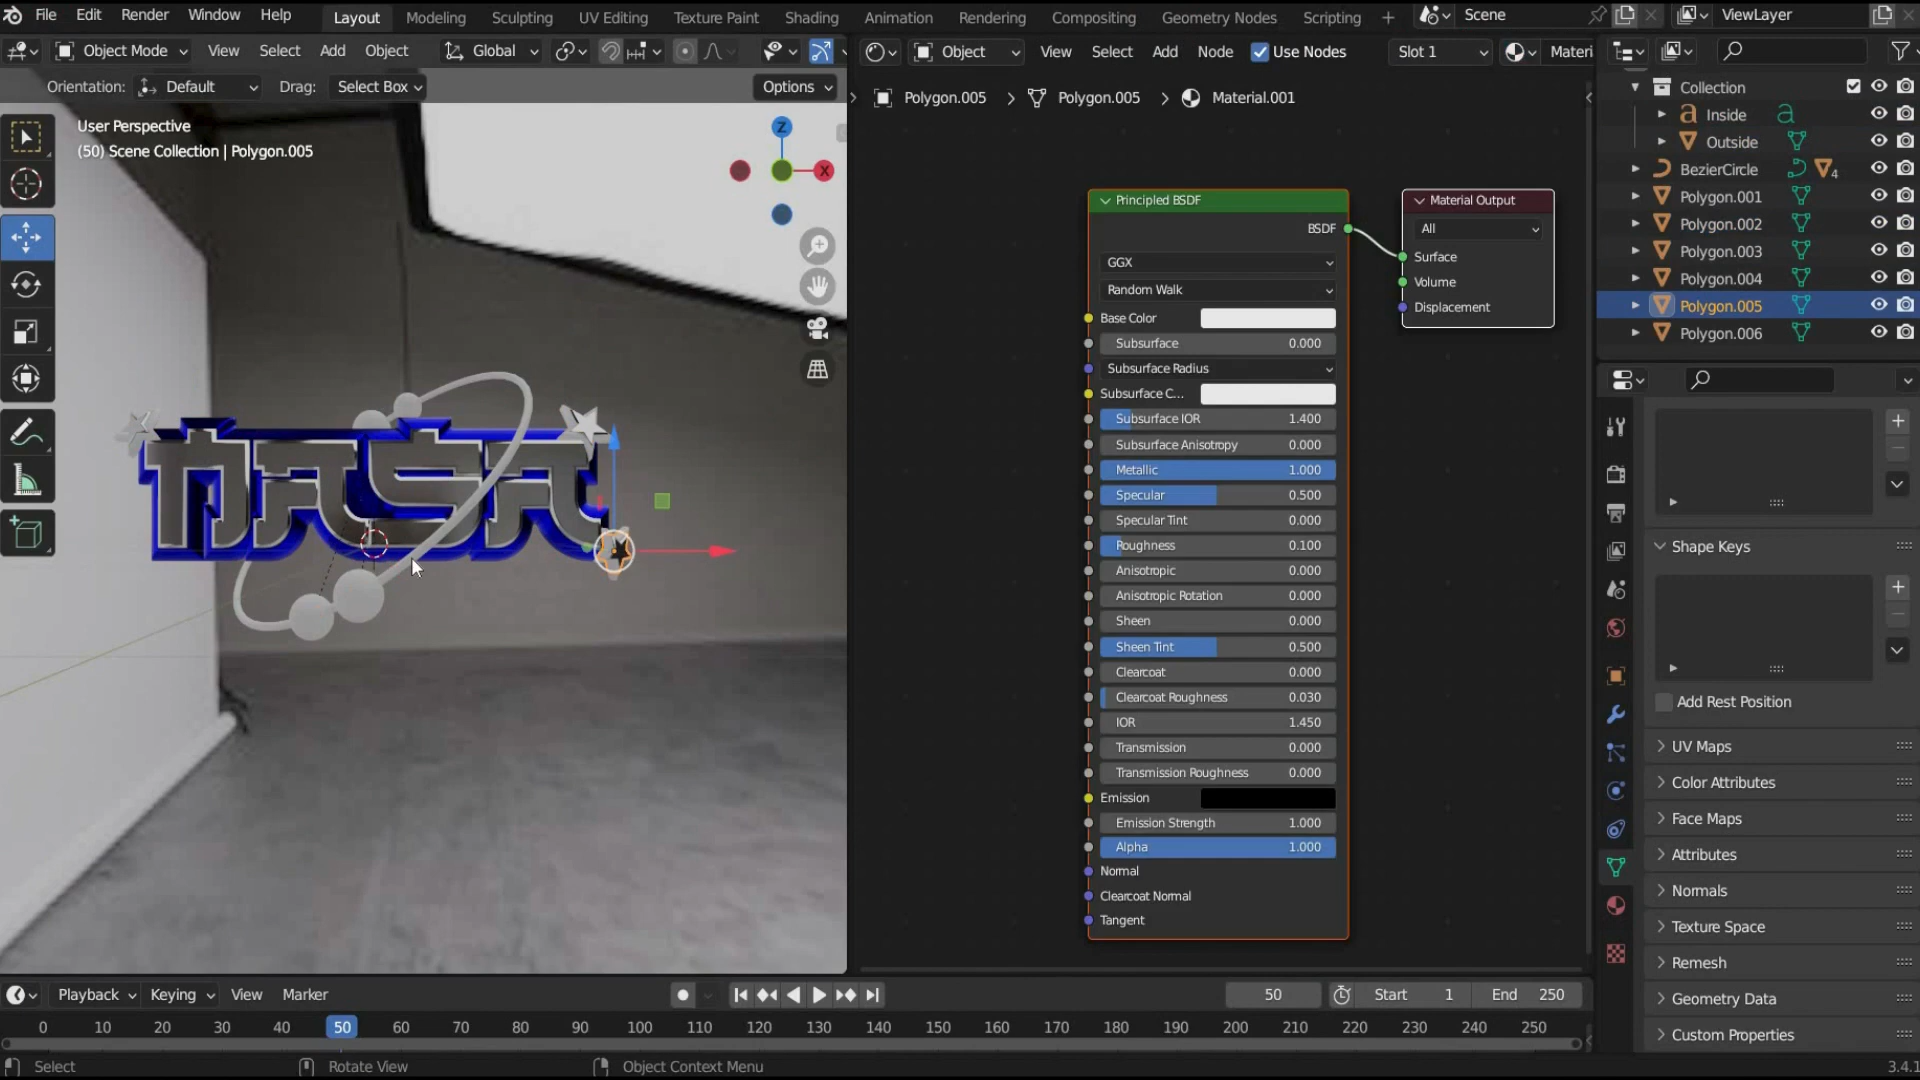 File Edit Render Window Help Layout Modeling Sculpting UV Editing Texture Paint Shading Animation Rendering Compositing Geometry Nodes Scripting + Scene ViewLayer
Object Mode View Select Add Object Global Object View Select Add Node Use Nodes Slot 1 Materi
Orientation: Default Drag: Select Box Options
Collection
Polygon.005 > Polygon.005 > Material.001
Inside
User Perspective
(50) Scene Collection | Polygon.005
Z
X
Outside
BezierCircle 4
Polygon.001
Polygon.002
Polygon.003
Polygon.004
Polygon.005
Polygon.006
NASA
Principled BSDF
BSDF
GGX
Random Walk
Base Color
Subsurface 0.000
Subsurface Radius
Subsurface C...
Subsurface IOR 1.400
Subsurface Anisotropy 0.000
Metallic 1.000
Specular 0.500
Specular Tint 0.000
Roughness 0.100
Anisotropic 0.000
Anisotropic Rotation 0.000
Sheen 0.000
Sheen Tint 0.500
Clearcoat 0.000
Clearcoat Roughness 0.030
IOR 1.450
Transmission 0.000
Transmission Roughness 0.000
Emission
Emission Strength 1.000
Alpha 1.000
Normal
Clearcoat Normal
Tangent
Material Output
All
Surface
Volume
Displacement
Shape Keys
Add Rest Position
UV Maps
Color Attributes
Face Maps
Attributes
Normals
Texture Space
Remesh
Geometry Data
Custom Properties
Playback Keying View Marker 50 Start 1 End 250
0 10 20 30 40 50 60 70 80 90 100 110 120 130 140 150 160 170 180 190 200 210 220 230 240 250
Select Rotate View Object Context Menu 3.4.1